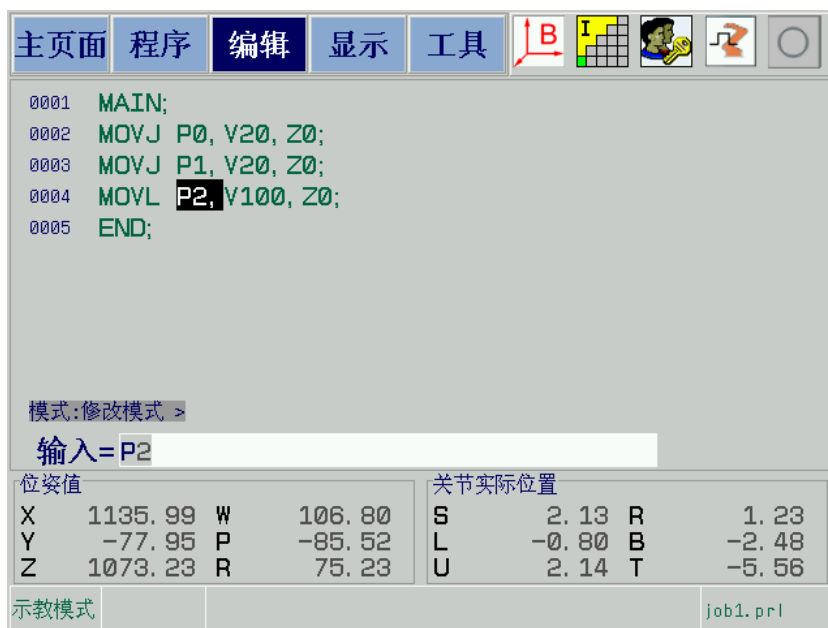 主页面 程序 编辑 显示 工具 B I
0001 MAIN;
0002 MOVJ P0, V20, Z0;
0003 MOVJ P1, V20, Z0;
0004 MOVL P2, V100, Z0;
0005 END;
模式:修改模式 >
输入= P2
位姿值 关节实际位置
X 1135.99 W 106.80 S 2.13 R 1.23
Y -77.95 P -85.52 L -0.80 B -2.48
Z 1073.23 R 75.23 U 2.14 T -5.56
示教模式 job1.prl